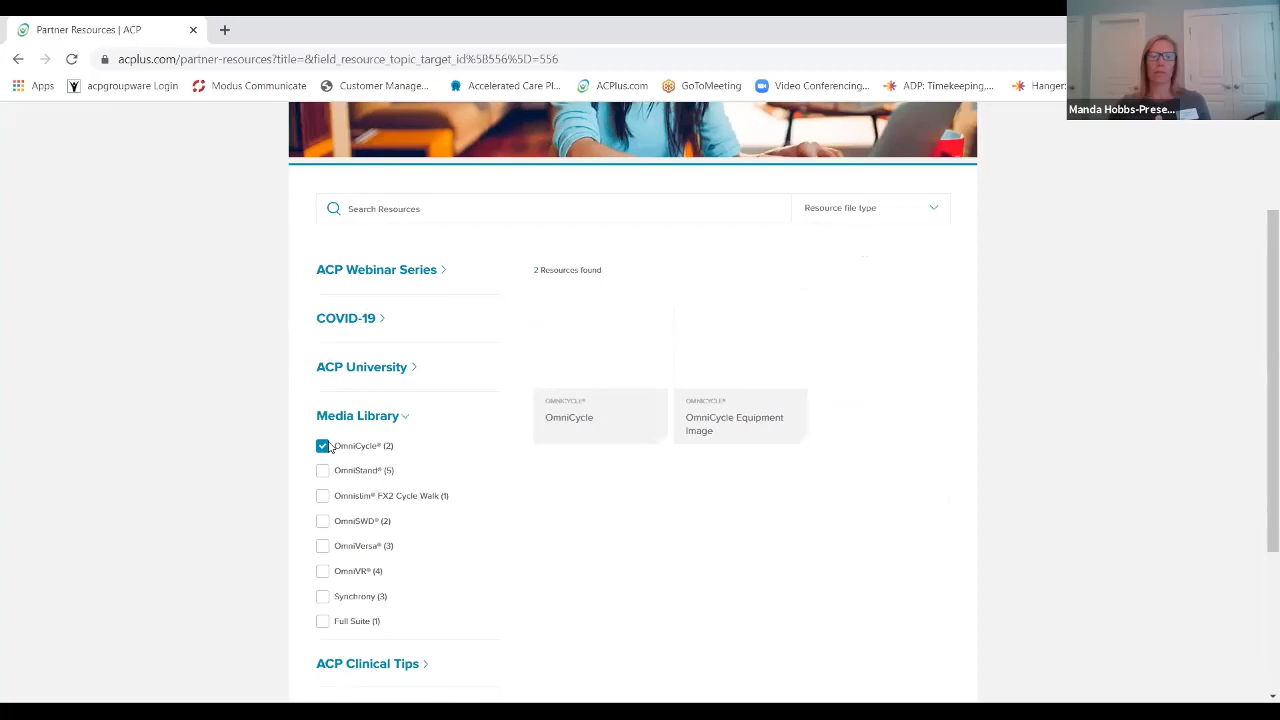 Partner Resources | ACP
acplus.com/partner-resources?title=&field_resource_topic_target_id%5B556%5D=556
Apps
acpgroupware Login
Modus Communicate
Customer Manage...
Accelerated Care Pl...
ACPlus.com
GoToMeeting
Video Conferencing...
ADP: Timekeeping,...
Hanger:
Manda Hobbs-Prese...
Search Resources
Resource file type
ACP Webinar Series
2 Resources found
COVID-19
ACP University
OMNICYCLE®
OmniCycle
OMNICYCLE®
OmniCycle Equipment
Image
Media Library
OmniCycle® (2)
OmniStand® (5)
Omnistim® FX2 Cycle Walk (1)
OmniSWD® (2)
OmniVersa® (3)
OmniVR® (4)
Synchrony (3)
Full Suite (1)
ACP Clinical Tips